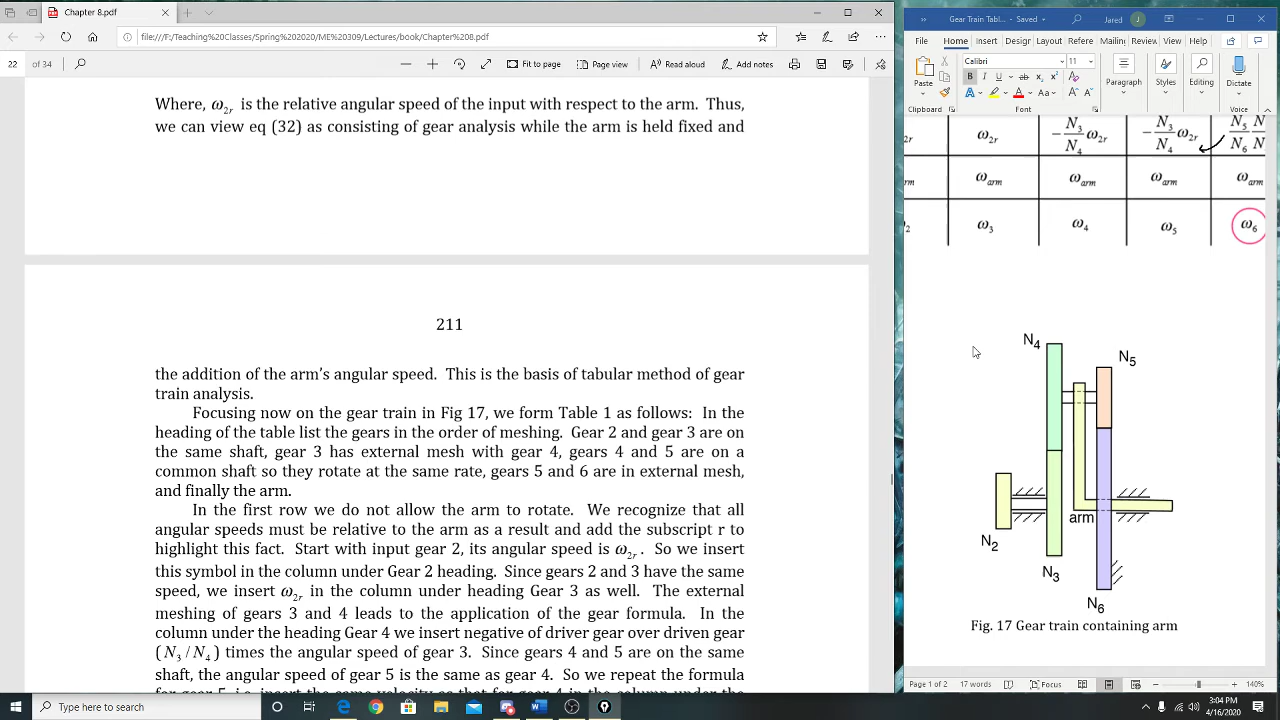 Chapter 8.pdf
file:///F:/Teaching%20Classes/Spring%202020/ME%20309/Lectures/book/Chapter%208.pdf
22 of 34
Fit to page
Page view
Read aloud
Add notes
Where, ω2r is the relative angular speed of the input with respect to the arm. Thus,
we can view eq (32) as consisting of gear analysis while the arm is held fixed and
211
the addition of the arm's angular speed. This is the basis of tabular method of gear
train analysis.
Focusing now on the gear train in Fig 17, we form Table 1 as follows: In the
heading of the table list the gears in the order of meshing. Gear 2 and gear 3 are on
the same shaft, gear 3 has external mesh with gear 4, gears 4 and 5 are on a
common shaft so they rotate at the same rate, gears 5 and 6 are in external mesh,
and finally the arm.
In the first row we do not allow the arm to rotate. We recognize that all
angular speeds must be relative to the arm as a result and add the subscript r to
highlight this fact. Start with input gear 2, its angular speed is ω2r. So we insert
this symbol in the column under Gear 2 heading. Since gears 2 and 3 have the same
speed, we insert ω2r in the column under heading Gear 3 as well. The external
meshing of gears 3 and 4 leads to the application of the gear formula. In the
column under the heading Gear 4 we insert negative of driver gear over driven gear
(N3/N4) times the angular speed of gear 3. Since gears 4 and 5 are on the same
shaft, the angular speed of gear 5 is the same as gear 4. So we repeat the formula
Type here to search
Gear Train Tabl... - Saved
Jared
J
File Home Insert Design Layout Refere Mailing Review View Help
Paste
Calibri 11
Paragraph
Styles
Editing
Dictate
Clipboard
Font
Voice
2r ω2r -N3/N4 ω2r -N3/N4 ω2r N5/N6 N
rm ωarm ωarm ωarm ωarm
2 ω3 ω4 ω5 ω6
N4
N5
arm
N2
N3
N6
Fig. 17 Gear train containing arm
Page 1 of 2 17 words Focus 140%
3:04 PM
4/16/2020